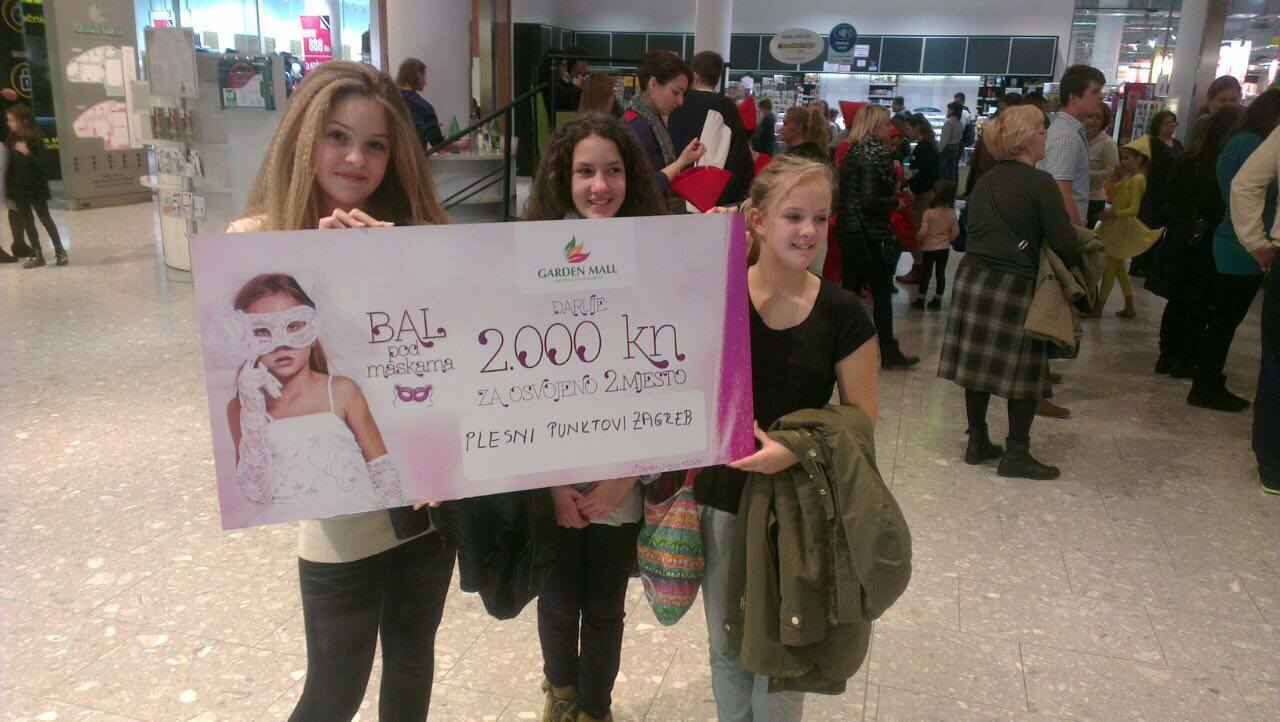 GARDEN MALL
DARUJE
BAL
pod
maskama
2.000 kn
ZA OSVOJENO 2.MJESTO
PLESNI PUNKTOVI ZAGREB